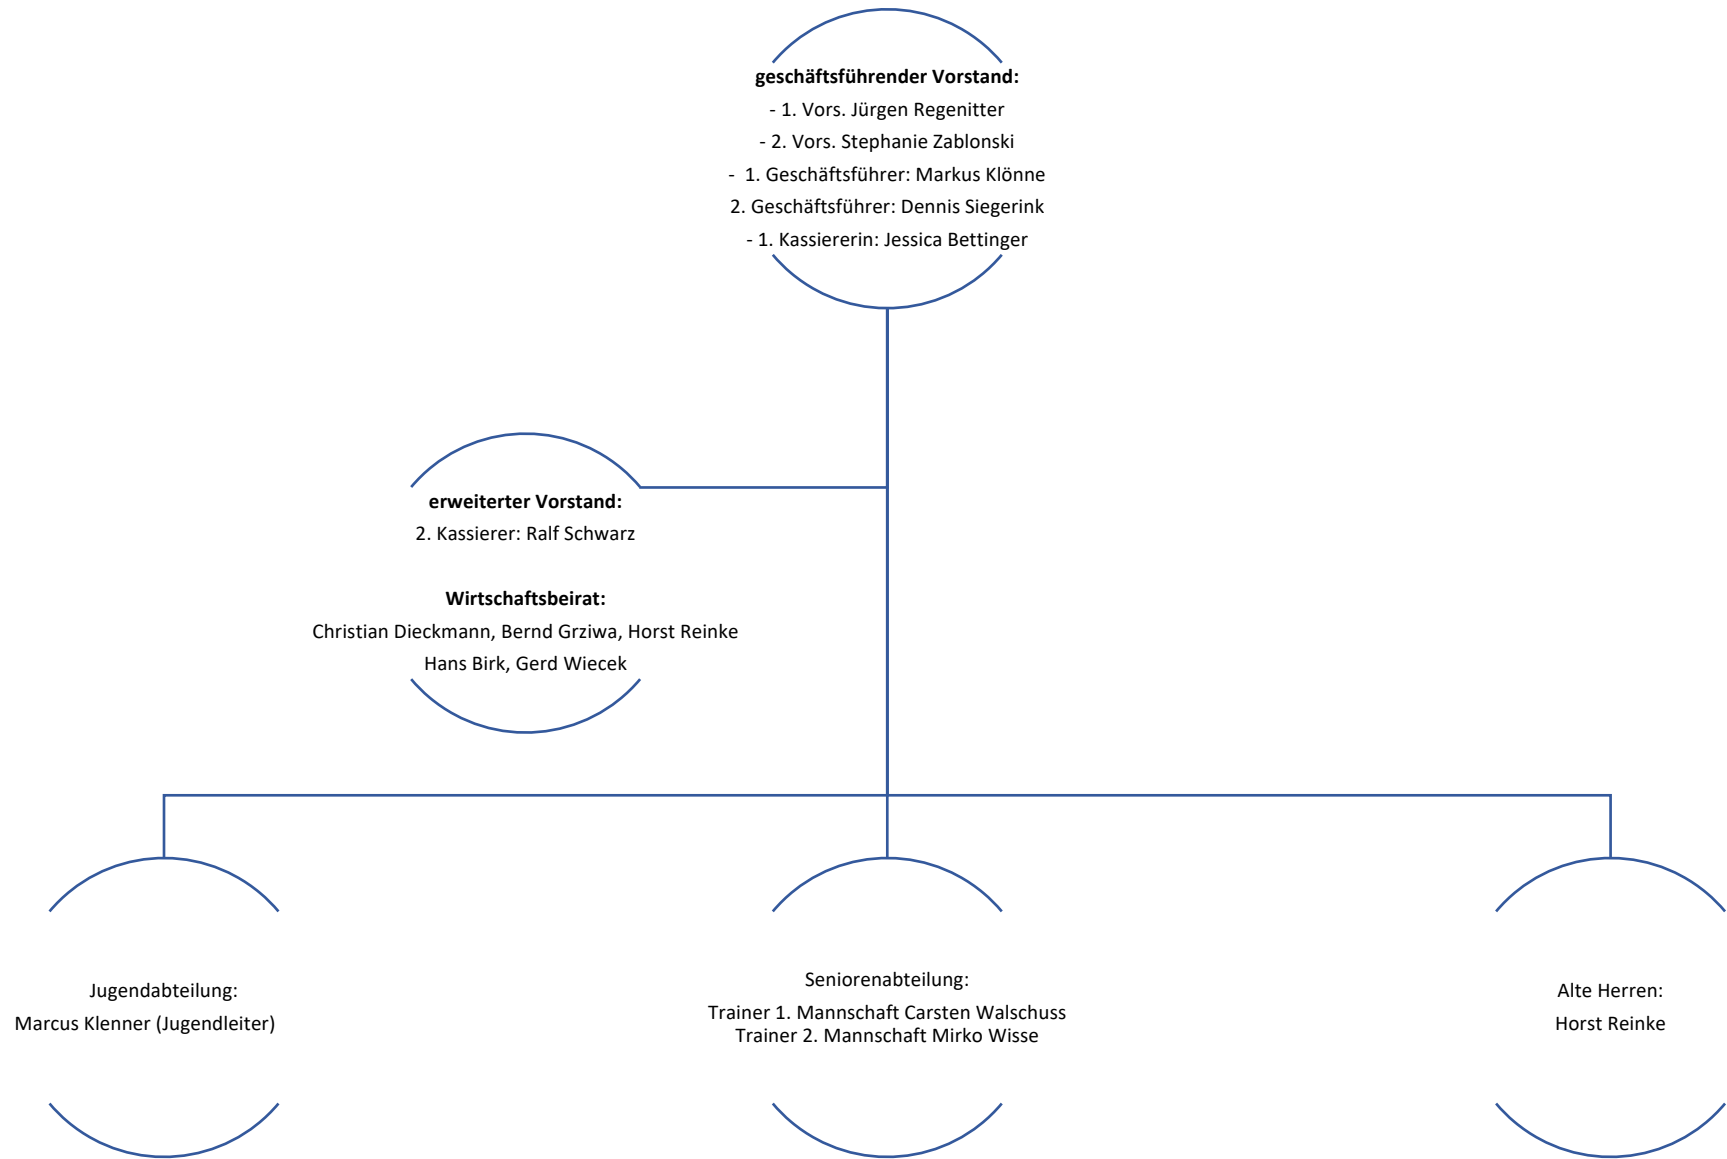 geschäftsführender Vorstand:
- 1. Vors. Jürgen Regenitter
- 2. Vors. Stephanie Zablonski
- 1. Geschäftsführer: Markus Klönne
2. Geschäftsführer: Dennis Siegerink
- 1. Kassiererin: Jessica Bettinger
erweiterter Vorstand:
2. Kassierer: Ralf Schwarz
Wirtschaftsbeirat:
Christian Dieckmann, Bernd Grziwa, Horst Reinke
Hans Birk, Gerd Wiecek
Jugendabteilung:
Marcus Klenner (Jugendleiter)
Seniorenabteilung:
Trainer 1. Mannschaft Carsten Walschuss
Trainer 2. Mannschaft Mirko Wisse
Alte Herren:
Horst Reinke